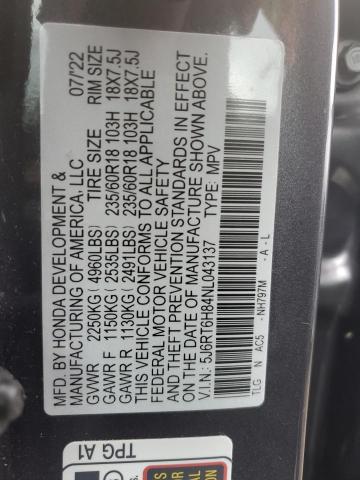 MFD. BY HONDA DEVELOPMENT &
MANUFACTURING OF AMERICA, LLC 07/'22
TIRE SIZE RIM SIZE
GVWR 2250KG (4960LBS)
GAWR F 1150KG (2535LBS) 235/60R18 103H 18X7.5J
GAWR R 1130KG (2491LBS) 235/60R18 103H 18X7.5J
THIS VEHICLE CONFORMS TO ALL APPLICABLE
FEDERAL MOTOR VEHICLE SAFETY
AND THEFT PREVENTION STANDARDS IN EFFECT
ON THE DATE OF MANUFACTURE SHOWN ABOVE.
V.I.N.: 5J6RT6H84NL043137 TYPE: MPV
TLG N AC5 -NH797M -A-L
TPG A1